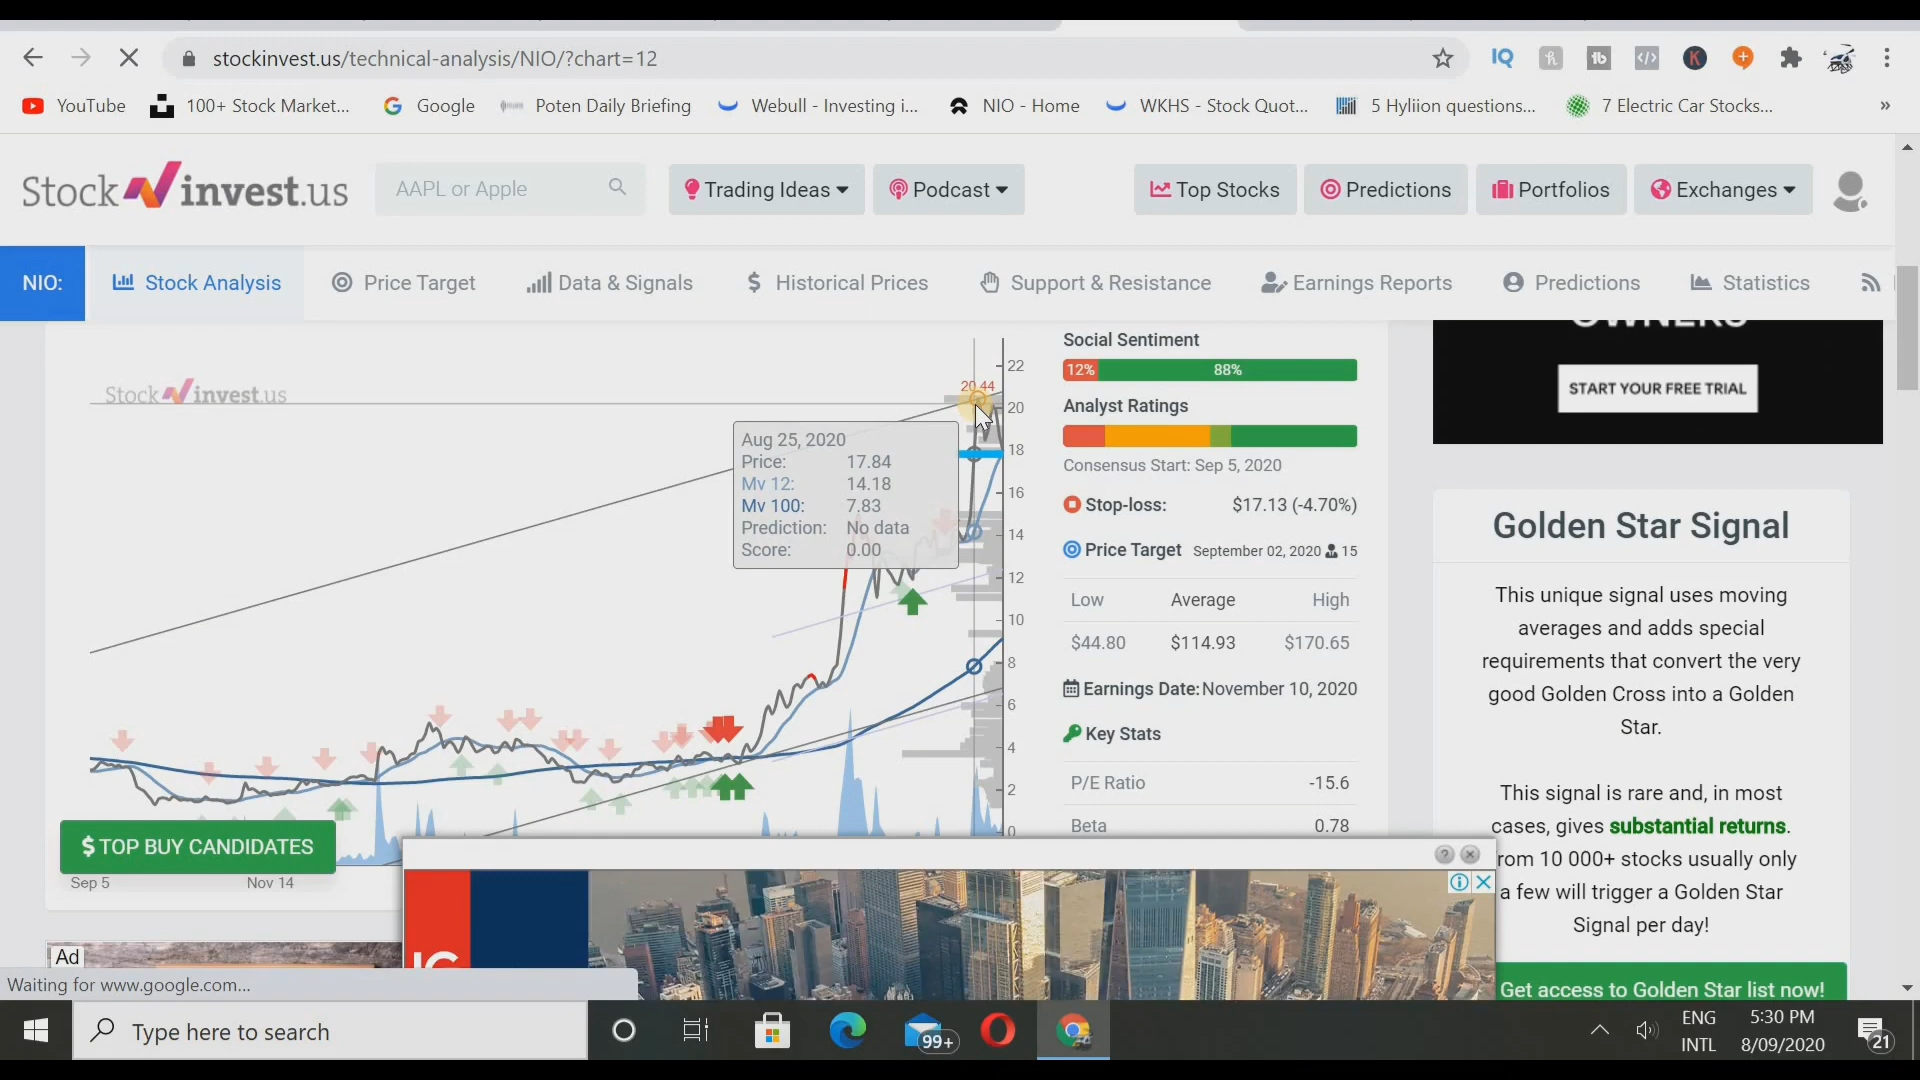 stockinvest.us/technical-analysis/NIO/?chart=12
YouTube
100+ Stock Market...
Google
Poten Daily Briefing
Webull - Investing i...
NIO - Home
WKHS - Stock Quot...
5 Hyliion questions...
7 Electric Car Stocks...
»
Stockinvest.us
AAPL or Apple
Trading Ideas
Podcast
Top Stocks
Predictions
Portfolios
Exchanges
NIO:
Stock Analysis
Price Target
Data & Signals
Historical Prices
Support & Resistance
Earnings Reports
Predictions
Statistics
Stockinvest.us
20.44
22
20
18
16
14
12
10
8
6
4
2
0
Aug 25, 2020
Price: 17.84
Mv 12: 14.18
Mv 100: 7.83
Prediction: No data
Score: 0.00
$ TOP BUY CANDIDATES
Sep 5
Nov 14
Social Sentiment
12% 88%
Analyst Ratings
Consensus Start: Sep 5, 2020
Stop-loss: $17.13 (-4.70%)
Price Target September 02, 2020 15
Low Average High
$44.80 $114.93 $170.65
Earnings Date: November 10, 2020
Key Stats
P/E Ratio -15.6
Beta 0.78
OWNERS
START YOUR FREE TRIAL
Golden Star Signal
This unique signal uses moving
averages and adds special
requirements that convert the very
good Golden Cross into a Golden
Star.
This signal is rare and, in most
cases, gives substantial returns.
rom 10 000+ stocks usually only
a few will trigger a Golden Star
Signal per day!
Get access to Golden Star list now!
Ad
IG
Waiting for www.google.com...
Type here to search
99+
ENG
INTL
5:30 PM
8/09/2020
21